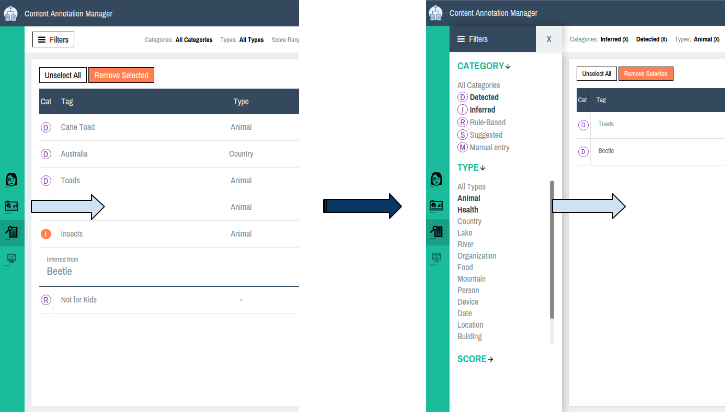 Content Annotation Manager
Filters
Categories: All Categories Types: All Types Score Rang
Unselect All Remove Selected
Cat Tag Type
D Cane Toad Animal
D Australia Country
D Toads Animal
Animal
I Insects Animal
Inferred from
Beetle
R Not for Kids -
Content Annotation Manager
Filters X
Categories: Inferred (X) Detected (X) Types: Animal (X)
CATEGORY
All Categories
D Detected
I Inferred
R Rule-Based
S Suggested
M Manual entry
TYPE
All Types
Animal
Health
Country
Lake
River
Organization
Food
Mountain
Person
Device
Date
Location
Building
SCORE
Unselect All Remove Selected
Cat Tag
D Toads
D Beetle